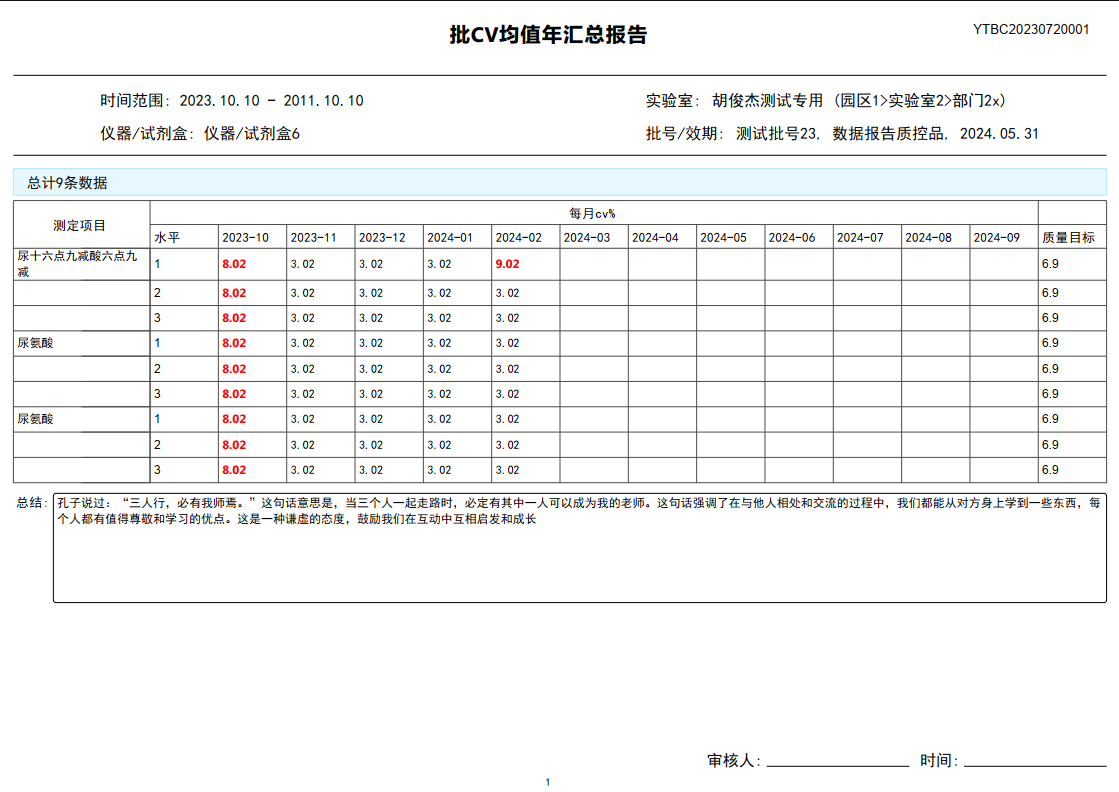 批CV均值年汇总报告
YTBC20230720001
时间范围: 2023.10.10 - 2011.10.10
实验室: 胡俊杰测试专用 (园区1>实验室2>部门2x)
仪器/试剂盒: 仪器/试剂盒6
批号/效期: 测试批号23, 数据报告质控品, 2024.05.31
总计9条数据
测定项目 每月cv%
水平 2023-10 2023-11 2023-12 2024-01 2024-02 2024-03 2024-04 2024-05 2024-06 2024-07 2024-08 2024-09 质量目标
尿十六点九减酸六点九
减
1 8.02 3.02 3.02 3.02 9.02 6.9
2 8.02 3.02 3.02 3.02 3.02 6.9
3 8.02 3.02 3.02 3.02 3.02 6.9
尿氨酸 1 8.02 3.02 3.02 3.02 3.02 6.9
2 8.02 3.02 3.02 3.02 3.02 6.9
3 8.02 3.02 3.02 3.02 3.02 6.9
尿氨酸 1 8.02 3.02 3.02 3.02 3.02 6.9
2 8.02 3.02 3.02 3.02 3.02 6.9
3 8.02 3.02 3.02 3.02 3.02 6.9
总结: 孔子说过: “三人行, 必有我师焉。”这句话意思是, 当三个人一起走路时, 必定有其中一人可以成为我的老师。这句话强调了在与他人相处和交流的过程中, 我们都能从对方身上学到一些东西, 每
个人都有值得尊敬和学习的优点。这是一种谦虚的态度, 鼓励我们在互动中互相启发和成长
审核人: 时间:
1